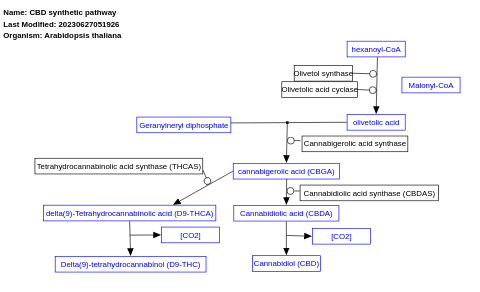 Name: CBD synthetic pathway
Last Modified: 20230627051926
Organism: Arabidopsis thaliana
hexanoyl-CoA
Olivetol synthase
Malonyl-CoA
Olivetolic acid cyclase
Geranylneryl diphosphate
olivetolic acid
Cannabigerolic acid synthase
Tetrahydrocannabinolic acid synthase (THCAS)
cannabigerolic acid (CBGA)
Cannabidiolic acid synthase (CBDAS)
delta(9)-Tetrahydrocannabinolic acid (D9-THCA)
Cannabidiolic acid (CBDA)
[CO2]
[CO2]
Delta(9)-tetrahydrocannabinol (D9-THC)
Cannabidiol (CBD)